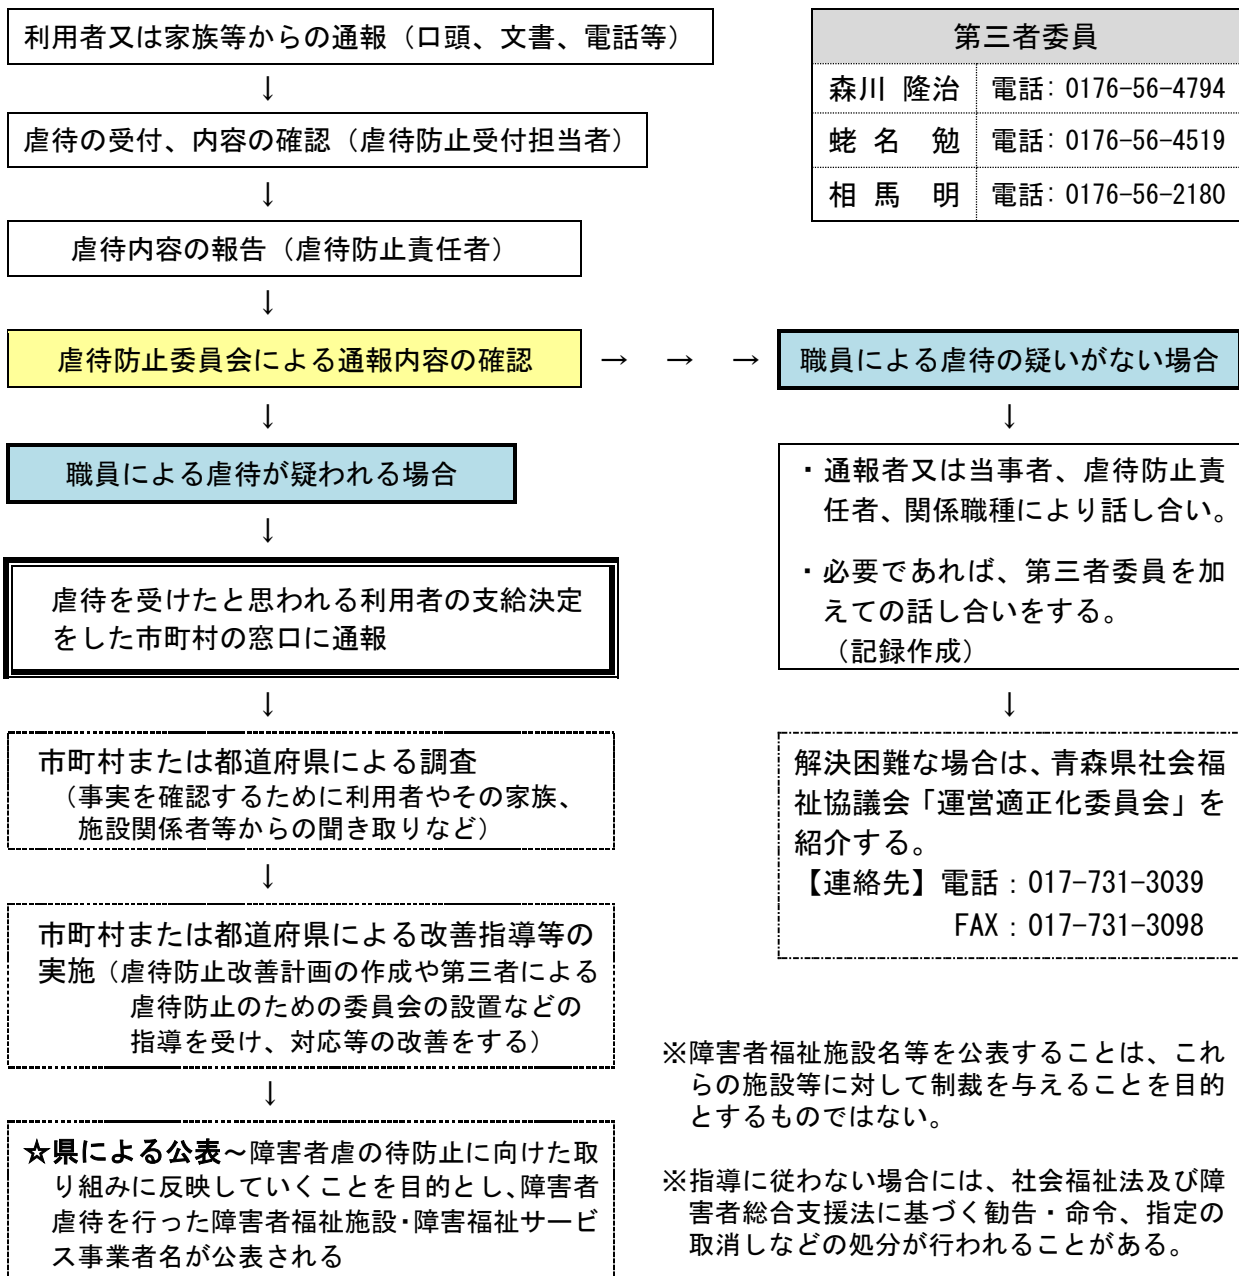 利用者又は家族等からの通報（口頭、文書、電話等）
↓
虐待の受付、内容の確認（虐待防止受付担当者）
↓
虐待内容の報告（虐待防止責任者）
↓
虐待防止委員会による通報内容の確認
↓
職員による虐待が疑われる場合
↓
虐待を受けたと思われる利用者の支給決定
をした市町村の窓口に通報
↓
市町村または都道府県による調査
（事実を確認するために利用者やその家族、
施設関係者等からの聞き取りなど）
↓
市町村または都道府県による改善指導等の
実施（虐待防止改善計画の作成や第三者による
虐待防止のための委員会の設置などの
指導を受け、対応等の改善をする）
↓
☆県による公表～障害者虐の待防止に向けた取
り組みに反映していくことを目的とし、障害者
虐待を行った障害者福祉施設・障害福祉サービ
ス事業者名が公表される
第三者委員
森川 隆治 電話：0176-56-4794
蛯名 勉 電話：0176-56-4519
相馬 明 電話：0176-56-2180
→ → →
職員による虐待の疑いがない場合
↓
・通報者又は当事者、虐待防止責
任者、関係職種により話し合い。
・必要であれば、第三者委員を加
えての話し合いをする。
（記録作成）
↓
解決困難な場合は、青森県社会福
祉協議会「運営適正化委員会」を
紹介する。
【連絡先】電話：017-731-3039
FAX：017-731-3098
※障害者福祉施設名等を公表することは、これ
らの施設等に対して制裁を与えることを目的
とするものではない。
※指導に従わない場合には、社会福祉法及び障
害者総合支援法に基づく勧告・命令、指定の
取消しなどの処分が行われることがある。